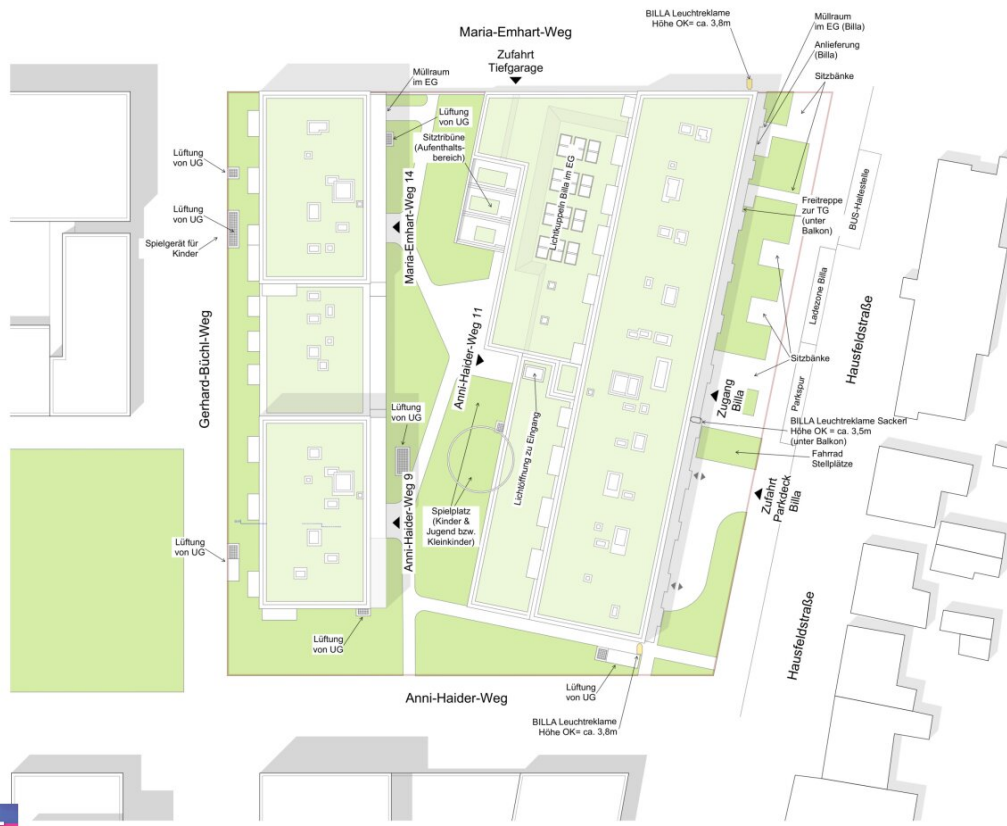 BILLA Leuchtreklame
Höhe OK= ca. 3,8m
Müllraum
im EG (Billa)
Maria-Emhart-Weg
Anlieferung
(Billa)
Zufahrt
Tiefgarage
Sitzbänke
Müllraum
im EG
Lüftung
von UG
Sitztribüne
(Aufenthalts-
bereich)
Lüftung
von UG
Lichtkuppeln Billa im EG
Maria-Emhart-Weg 14
Freitreppe
zur TG
(unter
Balkon)
BUS-Haltestelle
Lüftung
von UG
Spielgerät für
Kinder
Ladezone Billa
Hausfeldstraße
Gerhard-Büchl-Weg
Anni-Haider-Weg 11
Sitzbänke
Parkspur
Zugang
Billa
Lüftung
von UG
BILLA Leuchtreklame Sackerl
Höhe OK = ca. 3,5m
(unter Balkon)
Fahrrad
Stellplätze
Lichtöffnung zu Eingang
Zufahrt
Parkdeck
Billa
Anni-Haider-Weg 9
Spielplatz
(Kinder &
Jugend bzw.
Kleinkinder)
Lüftung
von UG
Lüftung
von UG
Hausfeldstraße
Lüftung
von UG
Anni-Haider-Weg
BILLA Leuchtreklame
Höhe OK= ca. 3,8m